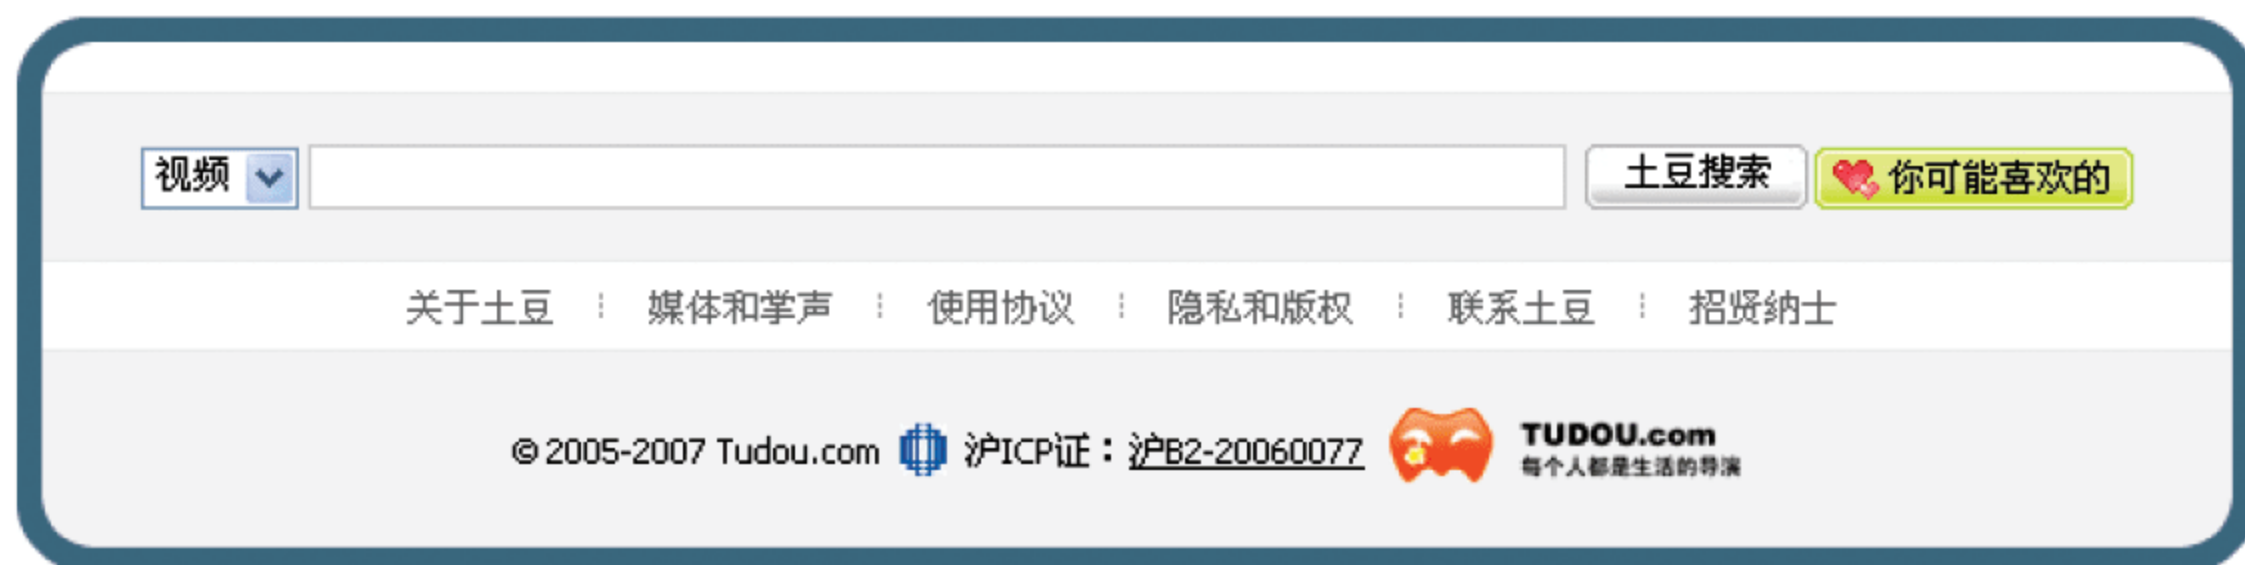 视频 土豆搜索 你可能喜欢的
关于土豆 媒体和掌声 使用协议 隐私和版权 联系土豆 招贤纳士
© 2005-2007 Tudou.com 沪ICP证：沪B2-20060077 TUDOU.com
每个人都是生活的导演